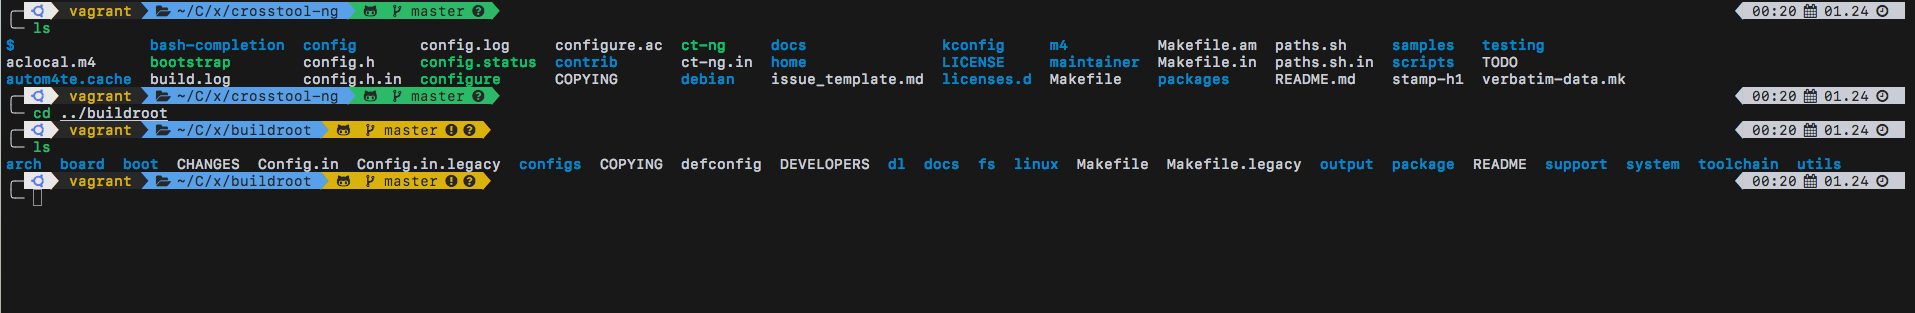 vagrant ~/C/x/crosstool-ng master 00:20 01.24
ls
$ bash-completion config config.log configure.ac ct-ng docs kconfig m4 Makefile.am paths.sh samples testing
aclocal.m4 bootstrap config.h config.status contrib ct-ng.in home LICENSE maintainer Makefile.in paths.sh.in scripts TODO
autom4te.cache build.log config.h.in configure COPYING debian issue_template.md licenses.d Makefile packages README.md stamp-h1 verbatim-data.mk
vagrant ~/C/x/crosstool-ng master 00:20 01.24
cd ../buildroot
vagrant ~/C/x/buildroot master 00:20 01.24
ls
arch board boot CHANGES Config.in Config.in.legacy configs COPYING defconfig DEVELOPERS dl docs fs linux Makefile Makefile.legacy output package README support system toolchain utils
vagrant ~/C/x/buildroot master 00:20 01.24